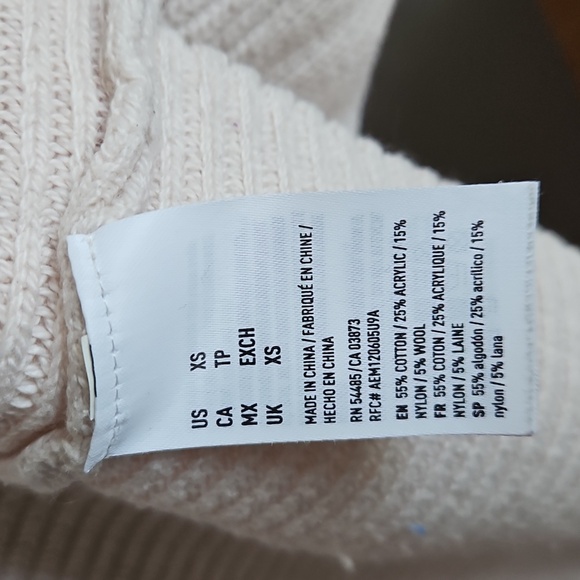 US XS
CA TP
MX EXCH
UK XS
MADE IN CHINA / FABRIQUÉ EN CHINE /
HECHO EN CHINA
RN 54485 / CA 03873
RFC# AEM120605U9A
EN 55% COTTON / 25% ACRYLIC / 15%
NYLON / 5% WOOL
FR 55% COTON / 25% ACRYLIQUE / 15%
NYLON / 5% LAINE
SP 55% algodón / 25% acrílico / 15%
nylon / 5% lana